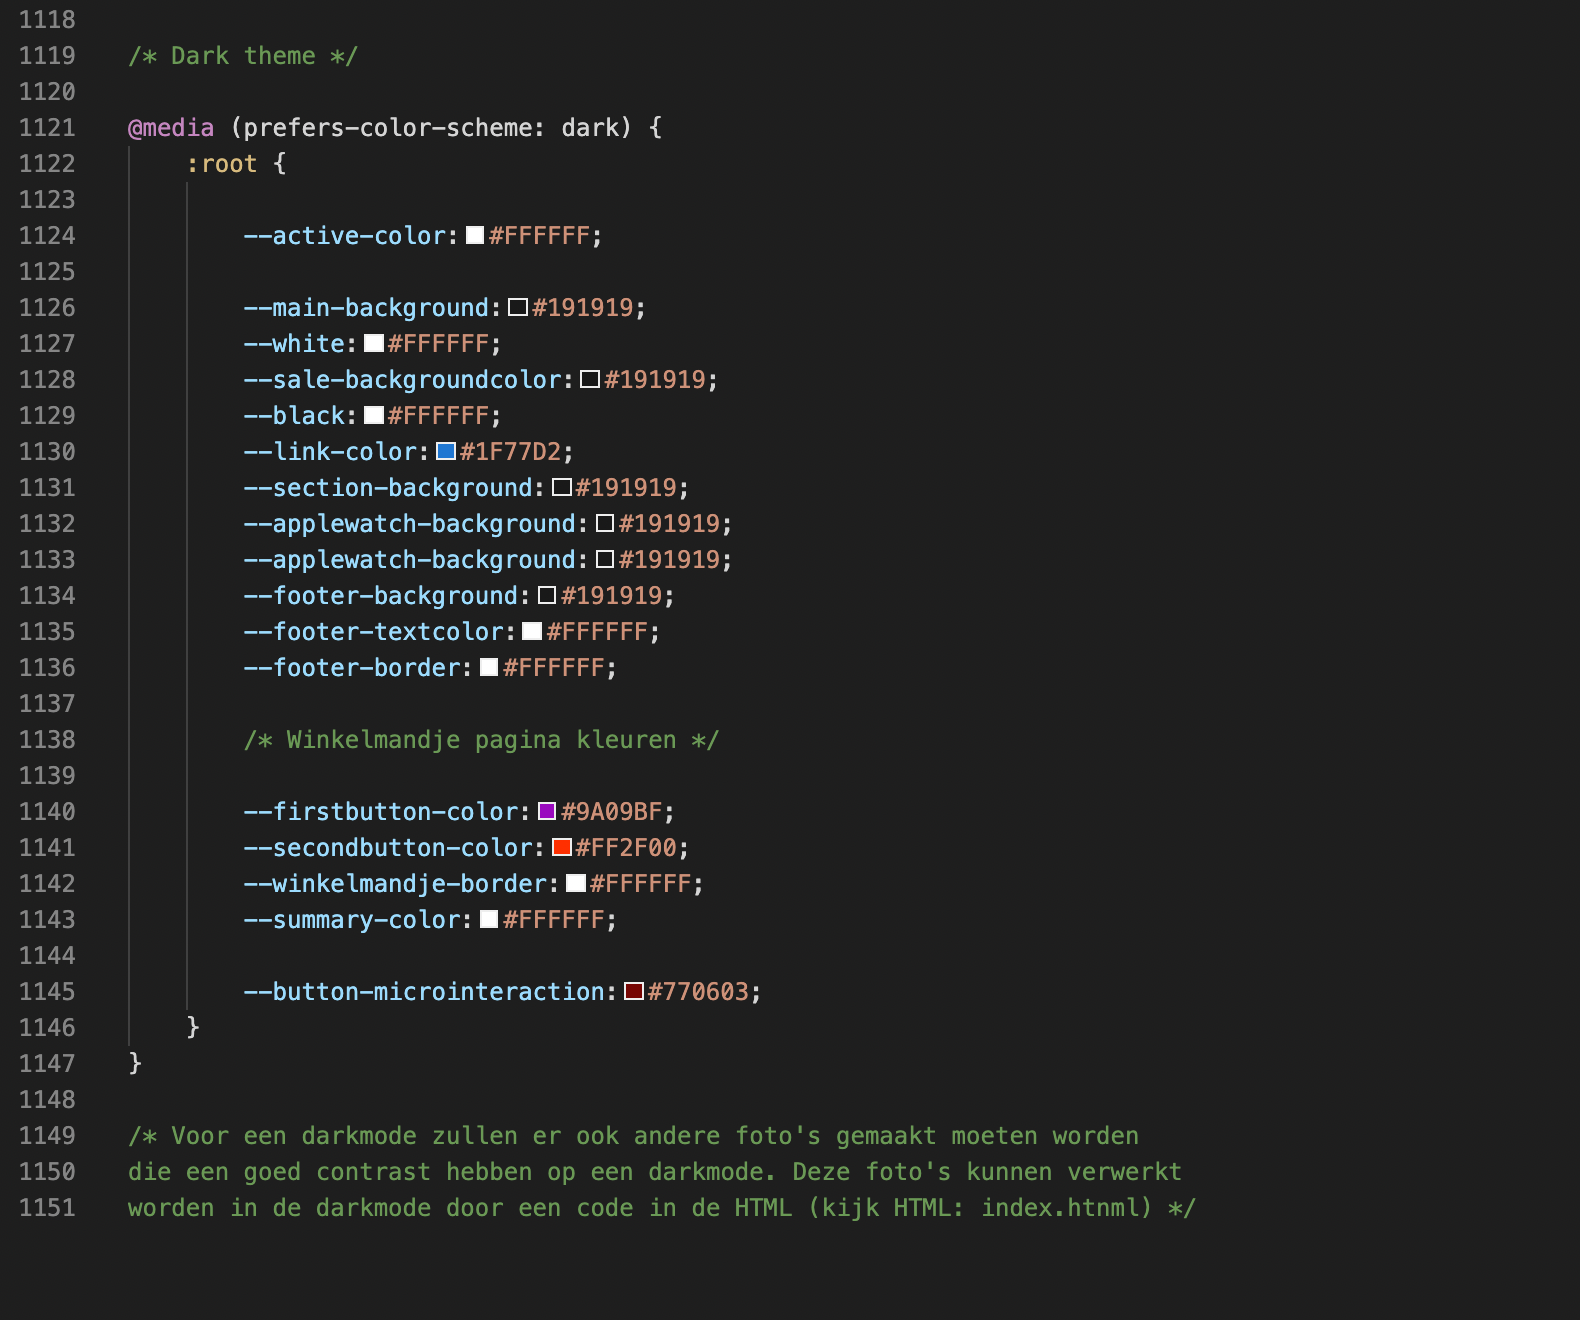 1118
1119 /* Dark theme */
1120
1121 @media (prefers-color-scheme: dark) {
1122 :root {
1123
1124 --active-color: #FFFFFF;
1125
1126 --main-background: #191919;
1127 --white: #FFFFFF;
1128 --sale-backgroundcolor: #191919;
1129 --black: #FFFFFF;
1130 --link-color: #1F77D2;
1131 --section-background: #191919;
1132 --applewatch-background: #191919;
1133 --applewatch-background: #191919;
1134 --footer-background: #191919;
1135 --footer-textcolor: #FFFFFF;
1136 --footer-border: #FFFFFF;
1137
1138 /* Winkelmandje pagina kleuren */
1139
1140 --firstbutton-color: #9A09BF;
1141 --secondbutton-color: #FF2F00;
1142 --winkelmandje-border: #FFFFFF;
1143 --summary-color: #FFFFFF;
1144
1145 --button-microinteraction: #770603;
1146 }
1147 }
1148
1149 /* Voor een darkmode zullen er ook andere foto's gemaakt moeten worden
1150 die een goed contrast hebben op een darkmode. Deze foto's kunnen verwerkt
1151 worden in de darkmode door een code in de HTML (kijk HTML: index.htnml) */